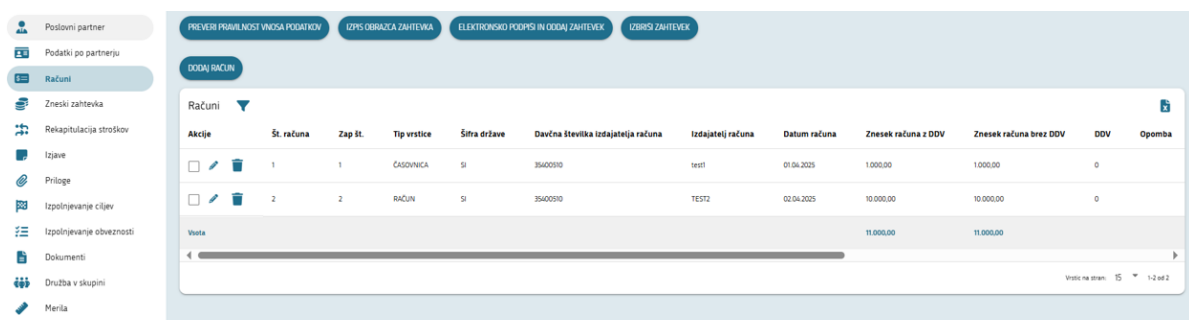 Poslovni partner
Podatki po partnerju
Računi
Zneski zahtevka
Rekapitulacija stroškov
Izjave
Priloge
Izpolnjevanje ciljev
Izpolnjevanje obveznosti
Dokumenti
Družba v skupini
Merila
PREVERI PRAVILNOST VNOSA PODATKOV IZPIS OBRAZCA ZAHTEVKA ELEKTRONSKO PODPIŠI IN ODDAJ ZAHTEVEK IZBRIŠI ZAHTEVEK
DODAJ RAČUN
Računi
Akcije Št. računa Zap št. Tip vrstice Šifra države Davčna številka izdajatelja računa Izdajatelj računa Datum računa Znesek računa z DDV Znesek računa brez DDV DDV Opomba
1 1 ČASOVNICA SI 35400510 test1 01.04.2025 1.000,00 1.000,00 0
2 2 RAČUN SI 35400510 TEST2 02.04.2025 10.000,00 10.000,00 0
Vsota 11.000,00 11.000,00
Vrstic na stran: 15 1-2 od 2